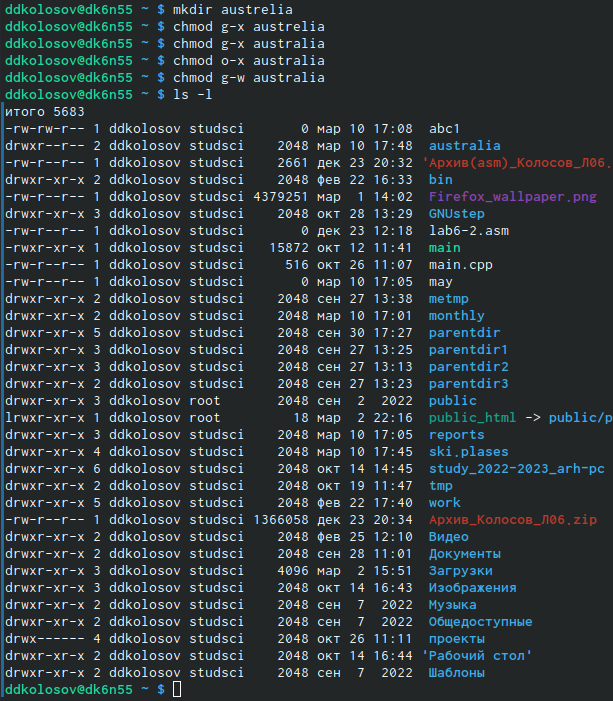 ddkolosov@dk6n55 ~ $ mkdir austrelia
ddkolosov@dk6n55 ~ $ chmod g-x austrelia
ddkolosov@dk6n55 ~ $ chmod g-x australia
ddkolosov@dk6n55 ~ $ chmod o-x australia
ddkolosov@dk6n55 ~ $ chmod g-w australia
ddkolosov@dk6n55 ~ $ ls -l
итого 5683
-rw-rw-r-- 1 ddkolosov studsci       0 мар 10 17:08  abc1
drwxr--r-- 2 ddkolosov studsci    2048 мар 10 17:48  australia
-rw-r--r-- 1 ddkolosov studsci    2661 дек 23 20:32 'Архив(asm)_Колосов_Л06.
drwxr-xr-x 2 ddkolosov studsci    2048 фев 22 16:33  bin
-rw-r--r-- 1 ddkolosov studsci 4379251 мар  1 14:02  Firefox_wallpaper.png
drwxr-xr-x 3 ddkolosov studsci    2048 окт 28 13:29  GNUstep
-rw-r--r-- 1 ddkolosov studsci       0 дек 23 12:18  lab6-2.asm
-rwxr-xr-x 1 ddkolosov studsci   15872 окт 12 11:41  main
-rw-r--r-- 1 ddkolosov studsci     516 окт 26 11:07  main.cpp
-rw-r--r-- 1 ddkolosov studsci       0 мар 10 17:05  may
drwxr-xr-x 2 ddkolosov studsci    2048 сен 27 13:38  metmp
drwxr-xr-x 2 ddkolosov studsci    2048 мар 10 17:01  monthly
drwxr-xr-x 5 ddkolosov studsci    2048 сен 30 17:27  parentdir
drwxr-xr-x 3 ddkolosov studsci    2048 сен 27 13:25  parentdir1
drwxr-xr-x 3 ddkolosov studsci    2048 сен 27 13:13  parentdir2
drwxr-xr-x 2 ddkolosov studsci    2048 сен 27 13:23  parentdir3
drwxr-xr-x 3 ddkolosov root       2048 сен  2  2022  public
lrwxr-xr-x 1 ddkolosov root         18 мар  2 22:16  public_html -> public/p
drwxr-xr-x 3 ddkolosov studsci    2048 мар 10 17:05  reports
drwxr-xr-x 4 ddkolosov studsci    2048 мар 10 17:45  ski.plases
drwxr-xr-x 6 ddkolosov studsci    2048 окт 14 14:45  study_2022-2023_arh-pc
drwxr-xr-x 2 ddkolosov studsci    2048 окт 19 11:47  tmp
drwxr-xr-x 5 ddkolosov studsci    2048 фев 22 17:40  work
-rw-r--r-- 1 ddkolosov studsci 1366058 дек 23 20:34  Архив_Колосов_Л06.zip
drwxr-xr-x 2 ddkolosov studsci    2048 фев 25 12:10  Видео
drwxr-xr-x 2 ddkolosov studsci    2048 сен 28 11:01  Документы
drwxr-xr-x 3 ddkolosov studsci    4096 мар  2 15:51  Загрузки
drwxr-xr-x 3 ddkolosov studsci    2048 окт 14 16:43  Изображения
drwxr-xr-x 2 ddkolosov studsci    2048 сен  7  2022  Музыка
drwxr-xr-x 2 ddkolosov studsci    2048 сен  7  2022  Общедоступные
drwx------ 4 ddkolosov studsci    2048 окт 26 11:11  проекты
drwxr-xr-x 2 ddkolosov studsci    2048 окт 14 16:44 'Рабочий стол'
drwxr-xr-x 2 ddkolosov studsci    2048 сен  7  2022  Шаблоны
ddkolosov@dk6n55 ~ $